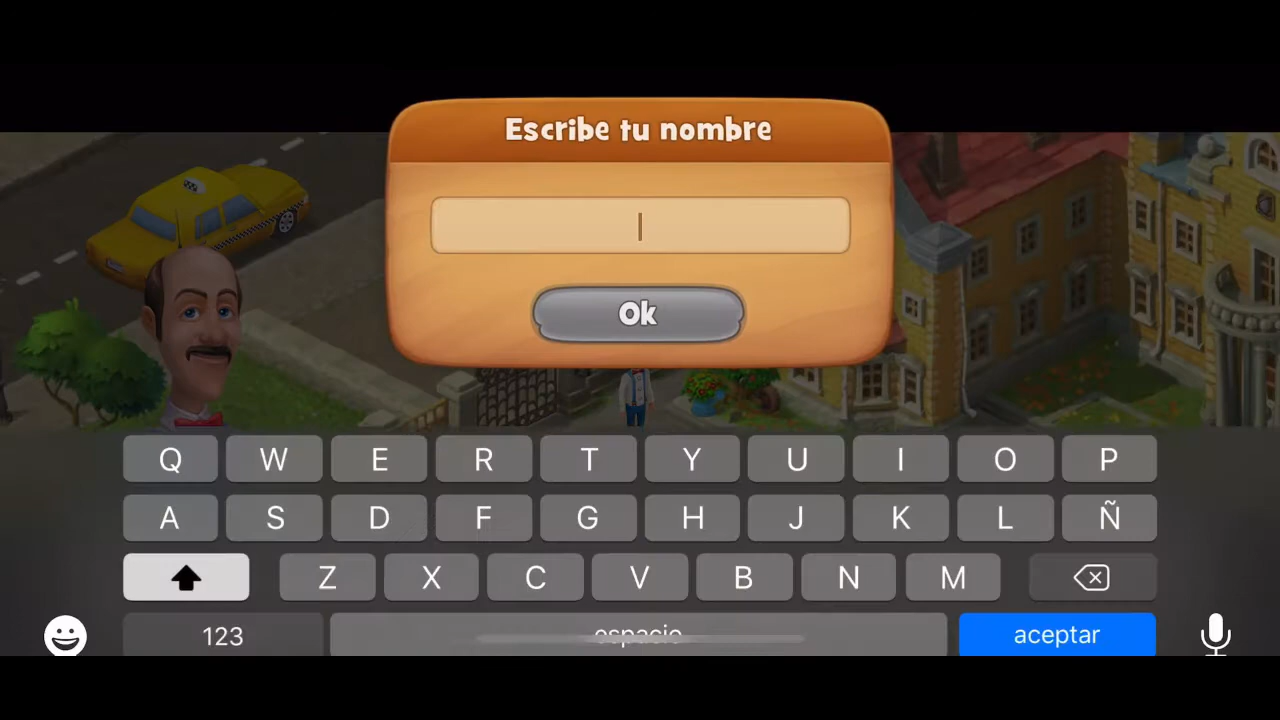 Escribe tu nombre
Ok
Q W E R T Y U I O P
A S D F G H J K L Ñ
Z X C V B N M
123 espacio aceptar